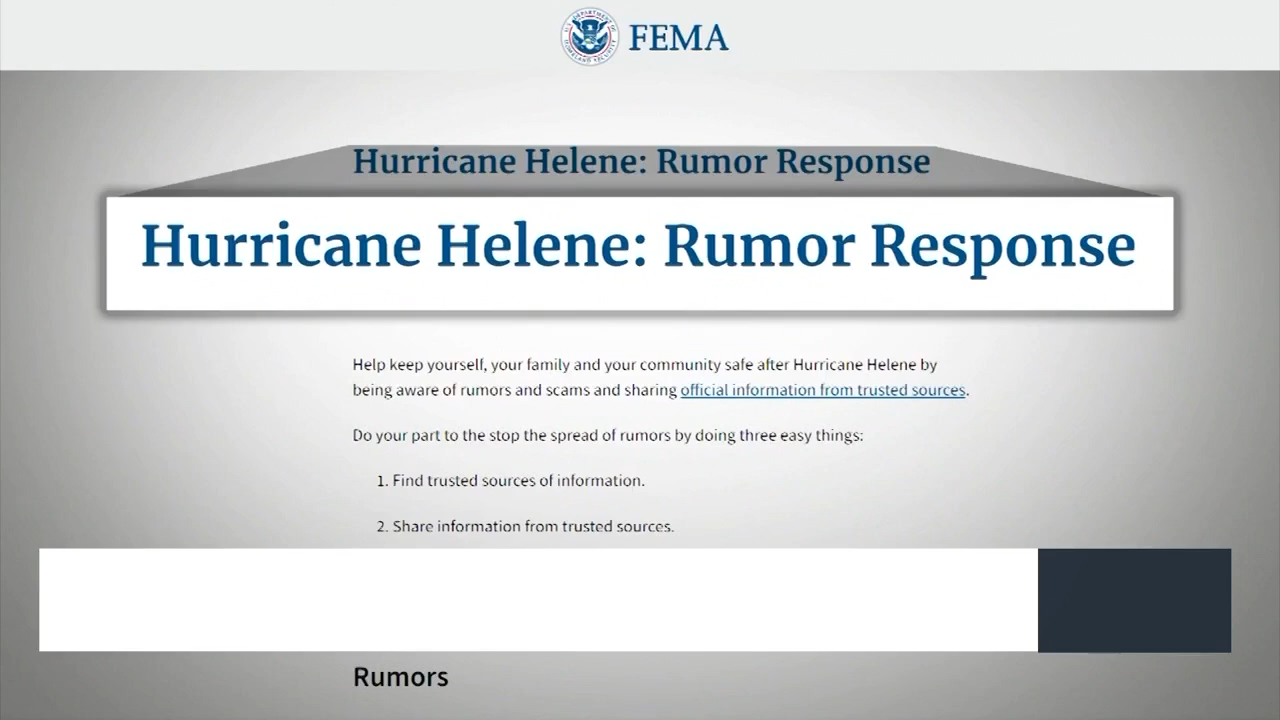 FEMA
Hurricane Helene: Rumor Response
Hurricane Helene: Rumor Response
Help keep yourself, your family and your community safe after Hurricane Helene by
being aware of rumors and scams and sharing official information from trusted sources.
Do your part to the stop the spread of rumors by doing three easy things:
1. Find trusted sources of information.
2. Share information from trusted sources.
Rumors